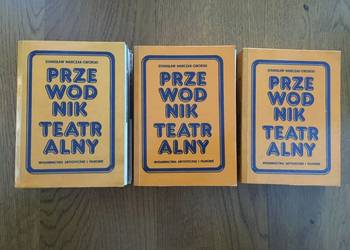 STANISŁAW MARCZAK-OBORSKI
PRZE
WOD
NIK
TEATR
ALNY
WYDAWNICTWA ARTYSTYCZNE I FILMOWE
STANISŁAW MARCZAK-OBORSKI
PRZE
WOD
NIK
TEATR
ALNY
WYDAWNICTWA ARTYSTYCZNE I FILMOWE
STANISŁAW MARCZAK-OBORSKI
PRZE
WOD
NIK
TEATR
ALNY
WYDAWNICTWA ARTYSTYCZNE I FILMOWE